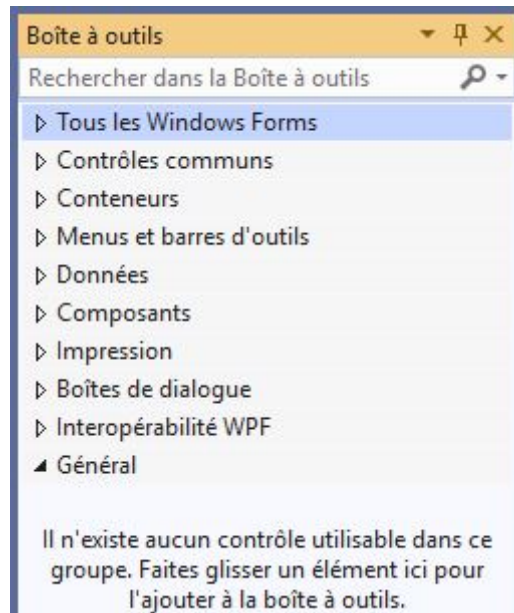 Boîte à outils
Rechercher dans la Boîte à outils
Tous les Windows Forms
Contrôles communs
Conteneurs
Menus et barres d'outils
Données
Composants
Impression
Boîtes de dialogue
Interopérabilité WPF
Général
Il n'existe aucun contrôle utilisable dans ce
groupe. Faites glisser un élément ici pour
l'ajouter à la boîte à outils.